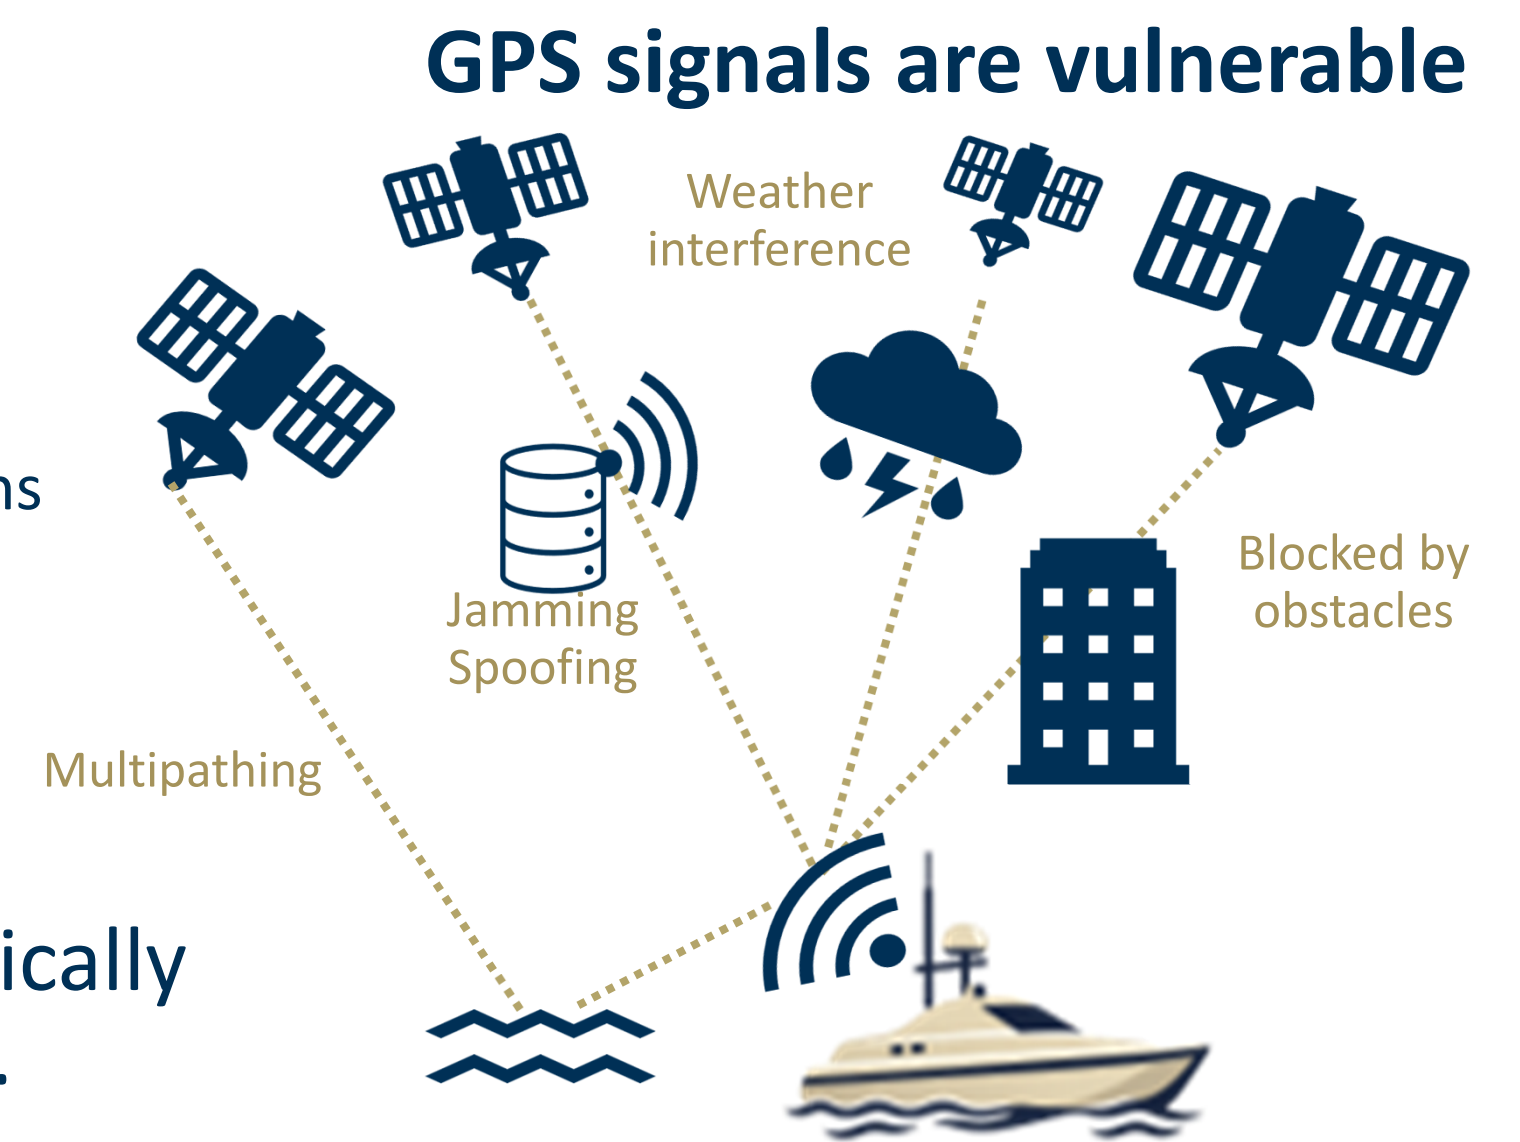 GPS signals are vulnerable
Weather
interference
ns
Blocked by
obstacles
Jamming
Spoofing
Multipathing
ically
.